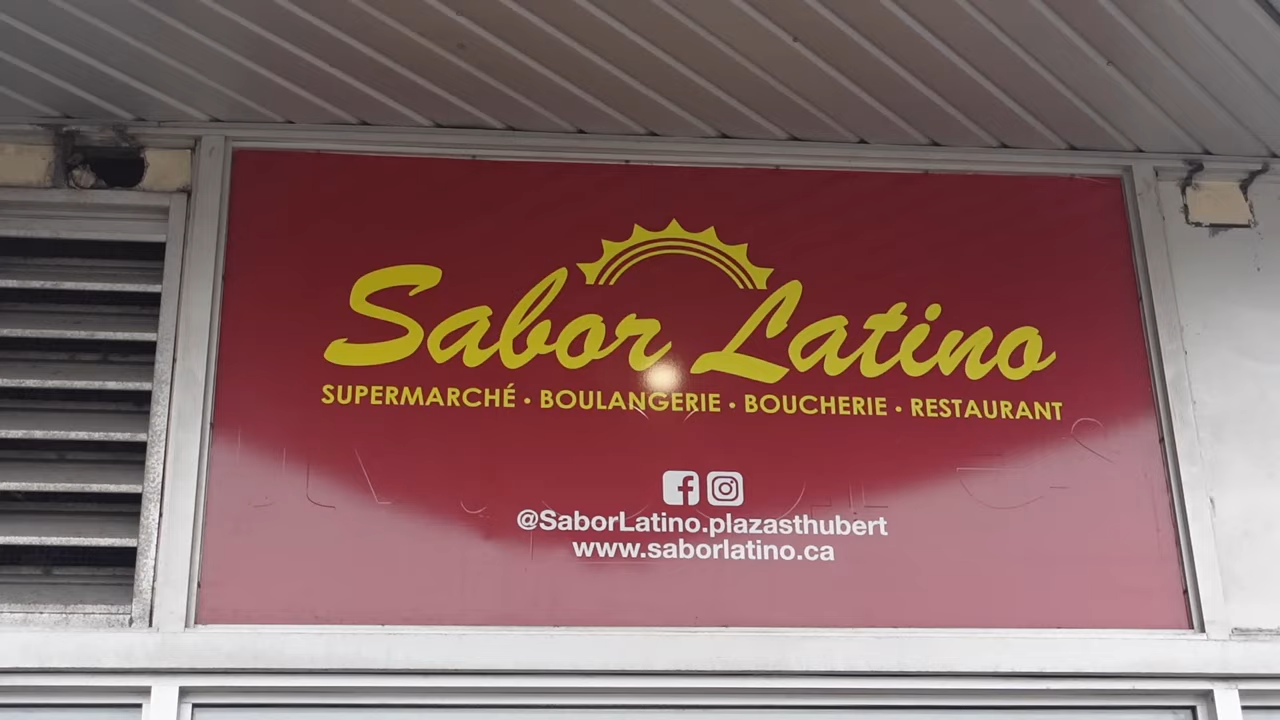 Sabor Latino
SUPERMARCHÉ • BOULANGERIE • BOUCHERIE • RESTAURANT
@SaborLatino.plazasthubert
www.saborlatino.ca